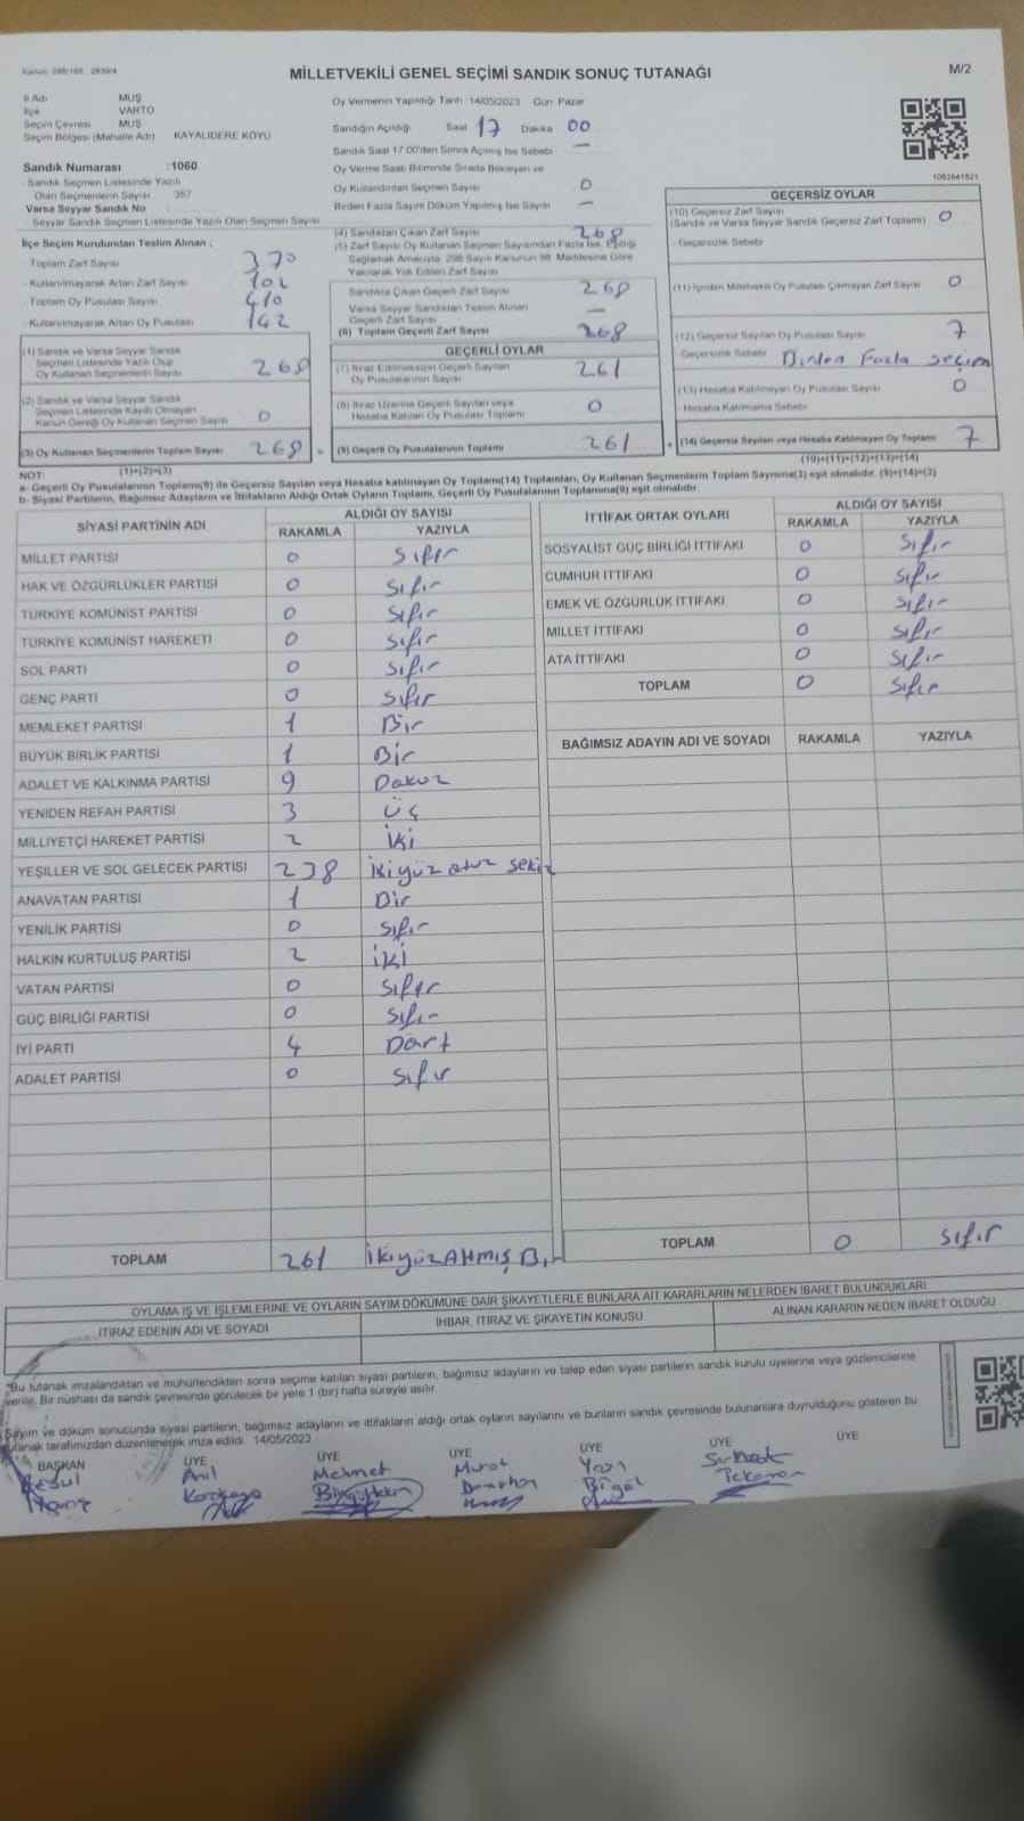 MİLLETVEKİLİ GENEL SEÇİMİ SANDIK SONUÇ TUTANAĞI
M/2
İl Adı MUŞ
İlçe VARTO
Seçim Çevresi MUŞ
Seçim Bölgesi (Mahalle Adı) KAYALIDERE KÖYÜ
Sandık Numarası :1060
Sandık Seçmen Listesinde Yazılı
Olan Seçmenlerin Sayısı 357
Varsa Seyyar Sandık No
Seyyar Sandık Seçmen Listesinde Yazılı Olan Seçmen Sayısı
Oy Vermenin Yapıldığı Tarih 14/05/2023 Gün Pazar
Sandığın Açıldığı Saat 17 Dakika 00
Sandık Saat 17.00'den Sonra Açılmış İse Sebebi —
Oy Verme Saati Bitiminde Sırada Bekleyen ve
Oy Kullandırılan Seçmen Sayısı 0
Birden Fazla Sayım Döküm Yapılmış İse Sayısı —
1062641521
İlçe Seçim Kurulundan Teslim Alınan :
Toplam Zarf Sayısı 370
Kullanılmayarak Artan Zarf Sayısı 102
Toplam Oy Pusulası Sayısı 410
Kullanılmayarak Artan Oy Pusulası 142
(1) Sandık ve Varsa Seyyar Sandık
Seçmen Listesinde Yazılı Olup
Oy Kullanan Seçmenlerin Sayısı 268
(2) Sandık ve Varsa Seyyar Sandık
Seçmen Listesinde Kayıtlı Olmayan
Kanun Gereği Oy Kullanan Seçmen Sayısı 0
(3) Oy Kullanan Seçmenlerin Toplam Sayısı 268
(1)+(2)=(3)
(4) Sandıktan Çıkan Zarf Sayısı 268
(5) Zarf Sayısı Oy Kullanan Seçmen Sayısından Fazla İse, Eşitliği
Sağlamak Amacıyla, 298 Sayılı Kanunun 98. Maddesine Göre
Yakılarak Yok Edilen Zarf Sayısı
Sandıkta Çıkan Geçerli Zarf Sayısı 268
Varsa Seyyar Sandıktan Teslim Alınan
Geçerli Zarf Sayısı —
(6) Toplam Geçerli Zarf Sayısı 268
GEÇERLİ OYLAR
(7) İtiraz Edilmeksizin Geçerli Sayılan
Oy Pusulalarının Sayısı 261
(8) İtiraz Üzerine Geçerli Sayılan veya
Hesaba Katılan Oy Pusulası Toplamı 0
(9) Geçerli Oy Pusulalarının Toplamı 261
GEÇERSİZ OYLAR
(10) Geçersiz Zarf Sayısı
(Sandık ve Varsa Seyyar Sandık Geçersiz Zarf Toplamı) 0
Geçersizlik Sebebi
(11) İçinden Milletvekili Oy Pusulası Çıkmayan Zarf Sayısı 0
(12) Geçersiz Sayılan Oy Pusulası Sayısı 7
Geçersizlik Sebebi Birden Fazla seçim
(13) Hesaba Katılmayan Oy Pusulası Sayısı 0
Hesaba Katılmama Sebebi
(14) Geçersiz Sayılan veya Hesaba Katılmayan Oy Toplamı 7
(10)+(11)+(12)+(13)=(14)
NOT:
a- Geçerli Oy Pusulalarının Toplamı(9) ile Geçersiz Sayılan veya Hesaba katılmayan Oy Toplamı(14) Toplamları, Oy Kullanan Seçmenlerin Toplam Sayısına(3) eşit olmalıdır. (9)+(14)=(3)
b- Siyasi Partilerin, Bağımsız Adayların ve İttifakların Aldığı Ortak Oyların Toplamı, Geçerli Oy Pusulalarının Toplamına(9) eşit olmalıdır.
SİYASİ PARTİNİN ADI ALDIĞI OY SAYISI
RAKAMLA YAZIYLA
MİLLET PARTİSİ 0 Sıfır
HAK VE ÖZGÜRLÜKLER PARTİSİ 0 Sıfır
TÜRKİYE KOMÜNİST PARTİSİ 0 Sıfır
TÜRKİYE KOMÜNİST HAREKETİ 0 Sıfır
SOL PARTİ 0 Sıfır
GENÇ PARTİ 0 Sıfır
MEMLEKET PARTİSİ 1 Bir
BÜYÜK BİRLİK PARTİSİ 1 Bir
ADALET VE KALKINMA PARTİSİ 9 Dokuz
YENİDEN REFAH PARTİSİ 3 üç
MİLLİYETÇİ HAREKET PARTİSİ 2 iki
YEŞİLLER VE SOL GELECEK PARTİSİ 238 ikiyüz otuz sekiz
ANAVATAN PARTİSİ 1 Bir
YENİLİK PARTİSİ 0 Sıfır
HALKIN KURTULUŞ PARTİSİ 2 iki
VATAN PARTİSİ 0 Sıfır
GÜÇ BİRLİĞİ PARTİSİ 0 Sıfır
İYİ PARTİ 4 Dört
ADALET PARTİSİ 0 Sıfır
TOPLAM 261 ikiyüz Altmış Bir
İTTİFAK ORTAK OYLARI ALDIĞI OY SAYISI
RAKAMLA YAZIYLA
SOSYALİST GÜÇ BİRLİĞİ İTTİFAKI 0 Sıfır
CUMHUR İTTİFAKI 0 Sıfır
EMEK VE ÖZGÜRLÜK İTTİFAKI 0 Sıfır
MİLLET İTTİFAKI 0 Sıfır
ATA İTTİFAKI 0 Sıfır
TOPLAM 0 Sıfır
BAĞIMSIZ ADAYIN ADI VE SOYADI RAKAMLA YAZIYLA
TOPLAM 0 Sıfır
OYLAMA İŞ VE İŞLEMLERİNE VE OYLARIN SAYIM DÖKÜMÜNE DAİR ŞİKAYETLERLE BUNLARA AİT KARARLARIN NELERDEN İBARET BULUNDUKLARI
İTİRAZ EDENİN ADI VE SOYADI
İHBAR, İTİRAZ VE ŞİKAYETİN KONUSU
ALINAN KARARIN NEDEN İBARET OLDUĞU
*Bu tutanak imzalandıktan ve mühürlendikten sonra seçime katılan siyasi partilerin, bağımsız adayların ve talep eden siyasi partilerin sandık kurulu üyelerine veya gözlemcilerine
verilir. Bir nüshası da sandık çevresinde görülecek bir yere 1 (bir) hafta süreyle asılır.
Sayım ve döküm sonucunda siyasi partilerin, bağımsız adayların ve ittifakların aldığı ortak oyların sayılarını ve bunların sandık çevresinde bulunanlara duyrulduğunu gösteren bu
tutanak tarafımızdan düzenlenerek imza edildi. 14/05/2023
BAŞKAN ÜYE ÜYE ÜYE ÜYE ÜYE ÜYE
Resul Anıl Mehmet Murat